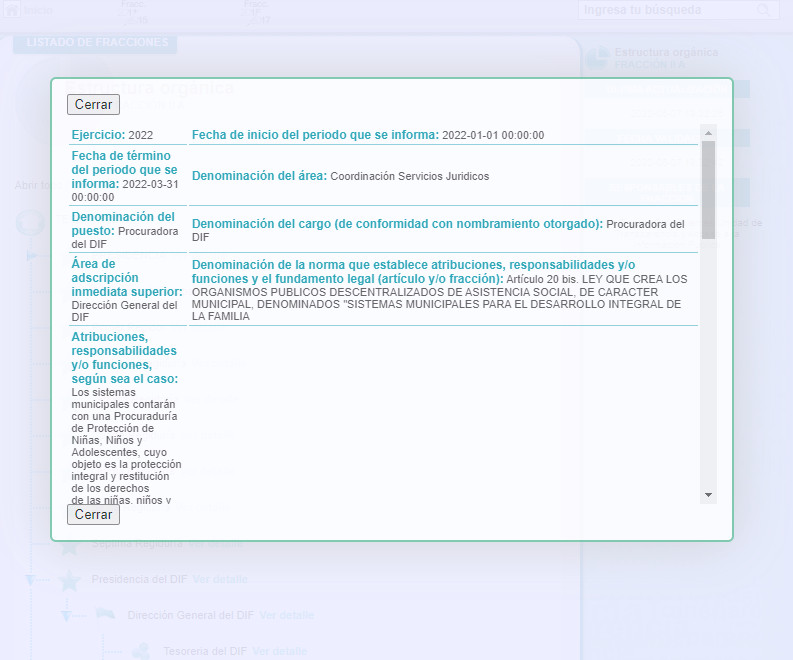 Inicio
Fracc.
Fracc.
Ingresa tu búsqueda
LISTADO DE FRACCIONES
Estructura orgánica
FRACCIÓN II A
Estructura orgánica
Cerrar
Ejercicio: 2022
Fecha de inicio del periodo que se informa: 2022-01-01 00:00:00
Fecha de término
del periodo que se
informa: 2022-03-31
00:00:00
Denominación del área: Coordinación Servicios Juridicos
Denominación del
puesto: Procuradora
del DIF
Denominación del cargo (de conformidad con nombramiento otorgado): Procuradora del
DIF
Área de
adscripción
inmediata superior:
Dirección General del
DIF
Denominación de la norma que establece atribuciones, responsabilidades y/o
funciones y el fundamento legal (artículo y/o fracción): Artículo 20 bis. LEY QUE CREA LOS
ORGANISMOS PUBLICOS DESCENTRALIZADOS DE ASISTENCIA SOCIAL, DE CARACTER
MUNICIPAL, DENOMINADOS "SISTEMAS MUNICIPALES PARA EL DESARROLLO INTEGRAL DE
LA FAMILIA
Atribuciones,
responsabilidades
y/o funciones,
según sea el caso:
Los sistemas
municipales contarán
con una Procuraduría
de Protección de
Niñas, Niños y
Adolescentes, cuyo
objeto es la protección
integral y restitución
de los derechos
de las niñas, niños y
Cerrar
Séptima Regiduría Ver detalle
Presidencia del DIF Ver detalle
Dirección General del DIF Ver detalle
Tesorería del DIF Ver detalle